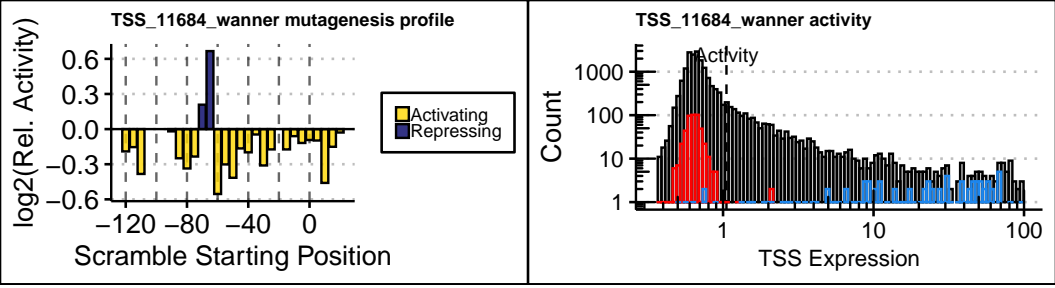 TSS_11684_wanner mutagenesis profile
log2(Rel. Activity)
0.6
0.3
0.0
−0.3
−0.6
−120 −80 −40 0
Scramble Starting Position
Activating
Repressing
TSS_11684_wanner activity
Activity
Count
1000
100
10
1
1 10 100
TSS Expression